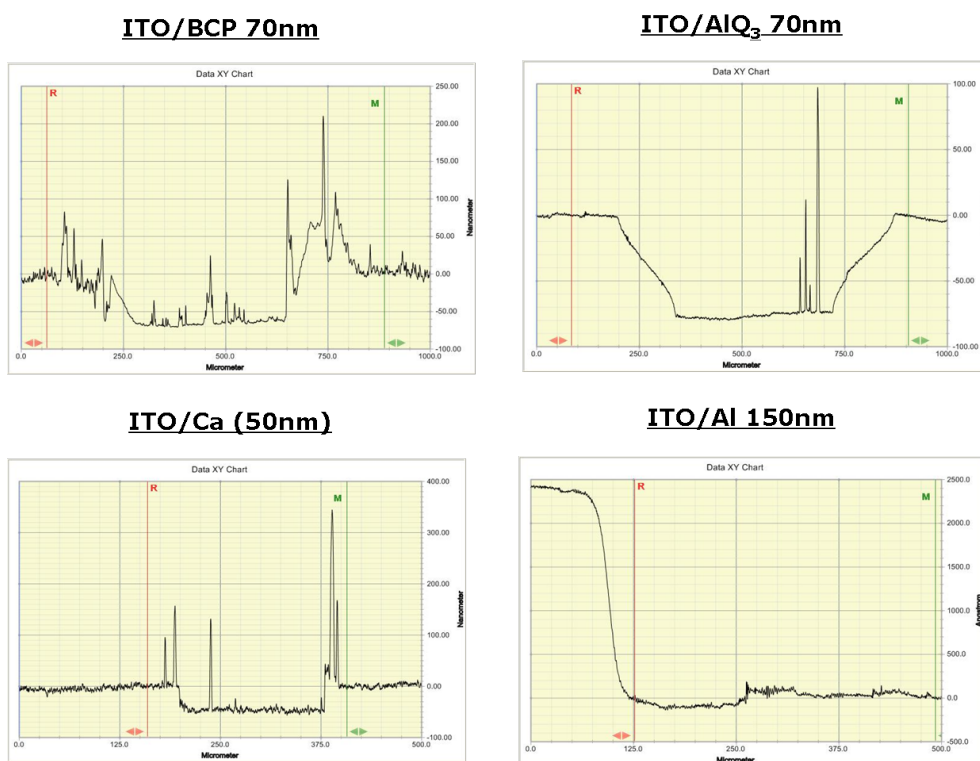 ITO/BCP 70nm
Data XY Chart
R
M
250.00
200.00
150.00
100.00
50.00
0.00
-50.00
-100.00
Nanometer
0.0 250.0 500.0 750.0 1000.0
Micrometer
ITO/AlQ3 70nm
Data XY Chart
R
M
100.00
50.00
0.00
-50.00
-100.00
0.0 250.0 500.0 750.0 1000.0
Micrometer
ITO/Ca (50nm)
Data XY Chart
R
M
400.00
300.00
200.00
100.00
0.00
-100.00
Nanometer
0.0 125.0 250.0 375.0 500.0
Micrometer
ITO/Al 150nm
Data XY Chart
R
M
2500.0
2000.0
1500.0
1000.0
500.0
0.0
-500.0
Angstrom
0.0 125.0 250.0 375.0 500.0
Micrometer